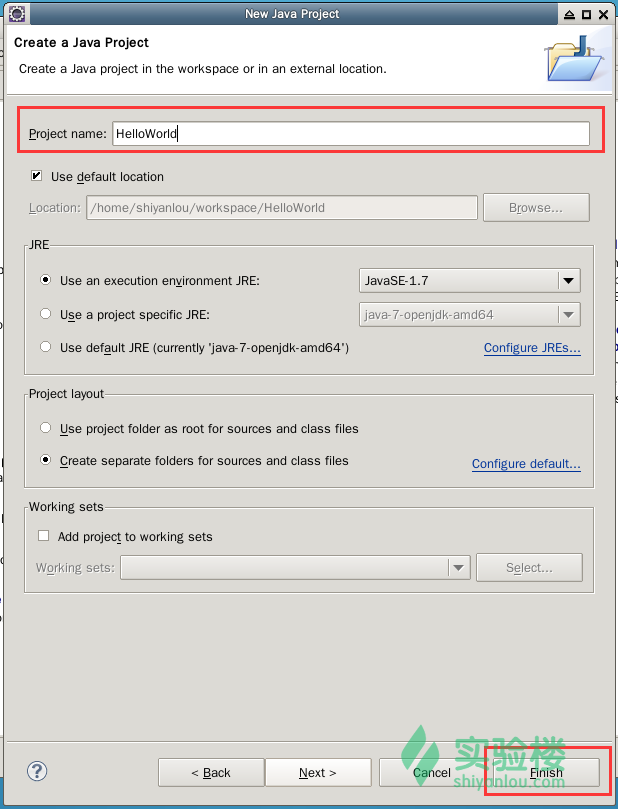 New Java Project
Create a Java Project
Create a Java project in the workspace or in an external location.
Project name: HelloWorld
Use default location
Location: /home/shiyanlou/workspace/HelloWorld Browse...
JRE
Use an execution environment JRE: JavaSE-1.7
Use a project specific JRE: java-7-openjdk-amd64
Use default JRE (currently 'java-7-openjdk-amd64') Configure JREs...
Project layout
Use project folder as root for sources and class files
Create separate folders for sources and class files Configure default...
Working sets
Add project to working sets
Working sets: Select...
实验楼
? < Back Next > Cancel Finish
shiyanlou.com